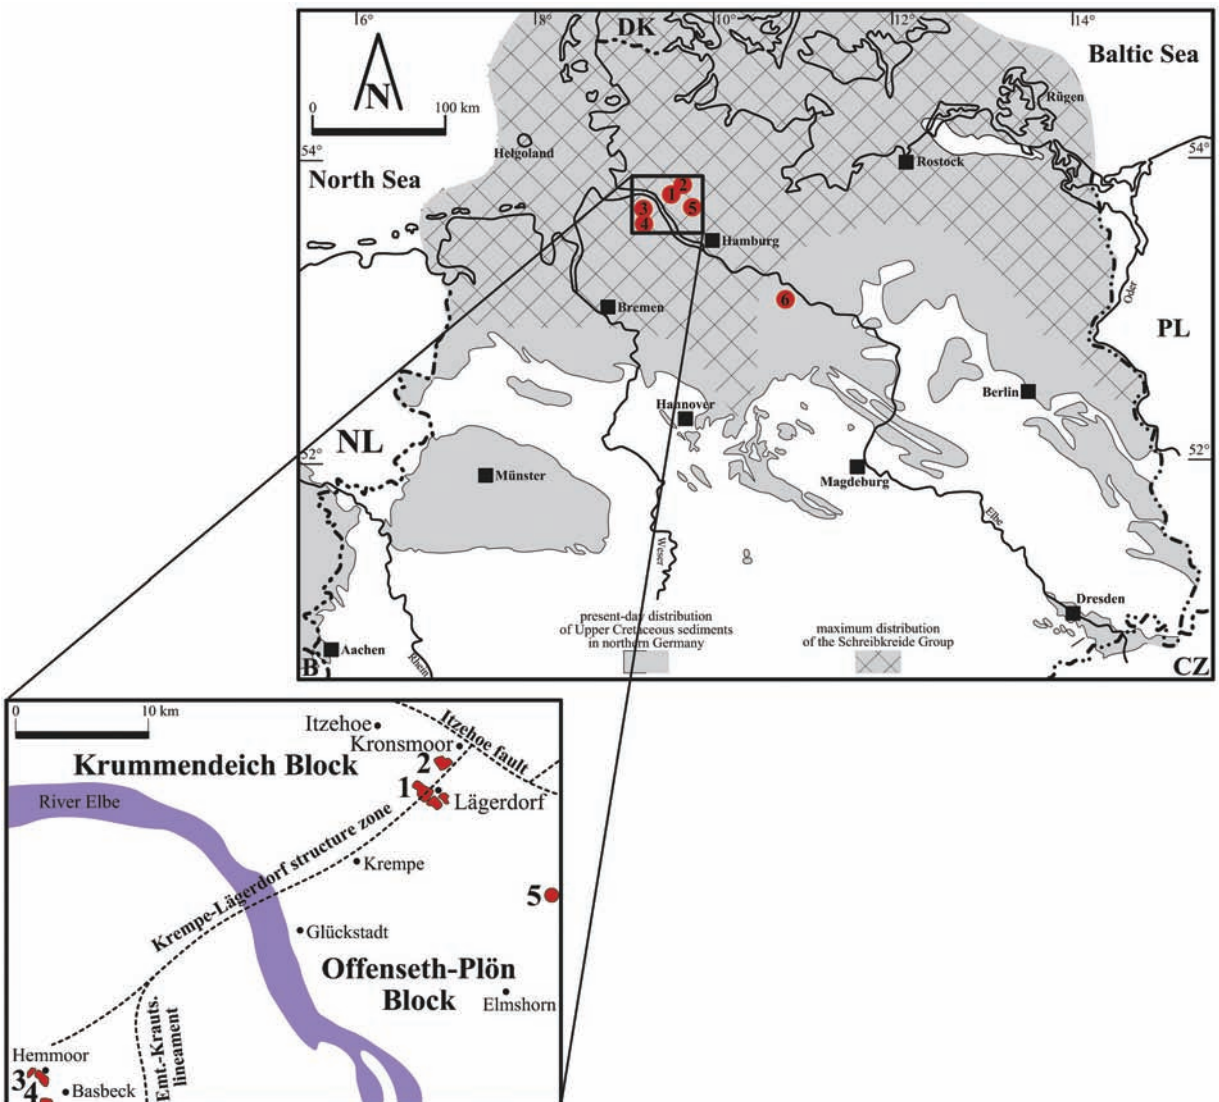 6°
8°
10°
12°
14°
DK
Baltic Sea
N
0
100 km
Rügen
Helgoland
54°
54°
Rostock
North Sea
2
1
3
5
4
Hamburg
6
Bremen
Oder
PL
Berlin
Hannover
NL
52°
52°
Münster
Magdeburg
Elbe
Weser
present-day distribution
of Upper Cretaceous sediments
in northern Germany
maximum distribution
of the Schreibkreide Group
Dresden
B
Aachen
Rhein
CZ
0
10 km
Itzehoe
Itzehoe fault
Kronsmoor
Krummendeich Block
2
1
Lägerdorf
River Elbe
Krempe-Lägerdorf structure zone
Krempe
5
Glückstadt
Offenseth-Plön
Block
Elmshorn
Emt.-Krauts.
lineament
Hemmoor
3
4
Basbeck